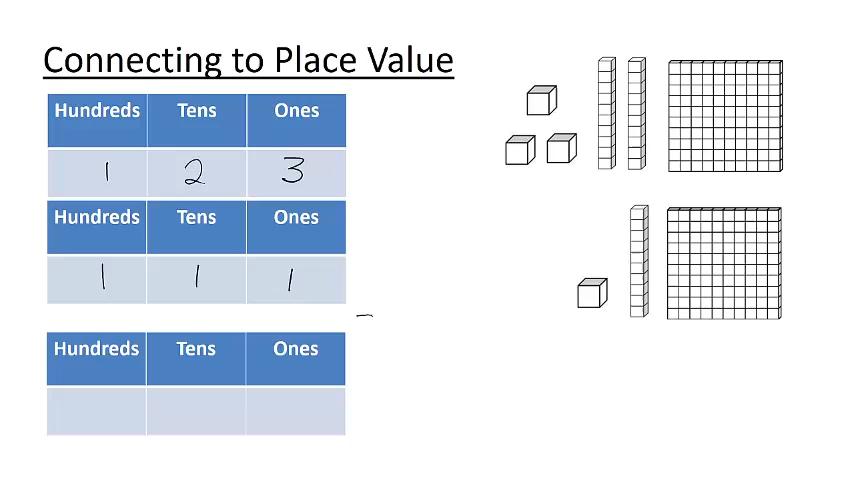 Connecting to Place Value
Hundreds Tens Ones
1 2 3
Hundreds Tens Ones
1 1 1
Hundreds Tens Ones